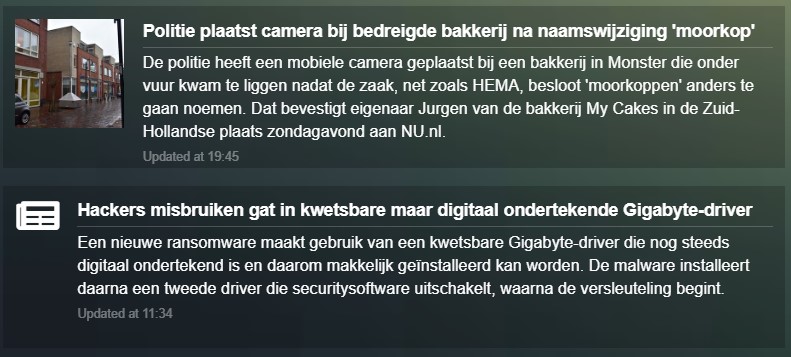 Politie plaatst camera bij bedreigde bakkerij na naamswijziging 'moorkop'
De politie heeft een mobiele camera geplaatst bij een bakkerij in Monster die onder
vuur kwam te liggen nadat de zaak, net zoals HEMA, besloot 'moorkoppen' anders te
gaan noemen. Dat bevestigt eigenaar Jurgen van de bakkerij My Cakes in de Zuid-
Hollandse plaats zondagavond aan NU.nl.
Updated at 19:45
Hackers misbruiken gat in kwetsbare maar digitaal ondertekende Gigabyte-driver
Een nieuwe ransomware maakt gebruik van een kwetsbare Gigabyte-driver die nog steeds
digitaal ondertekend is en daarom makkelijk geïnstalleerd kan worden. De malware installeert
daarna een tweede driver die securitysoftware uitschakelt, waarna de versleuteling begint.
Updated at 11:34